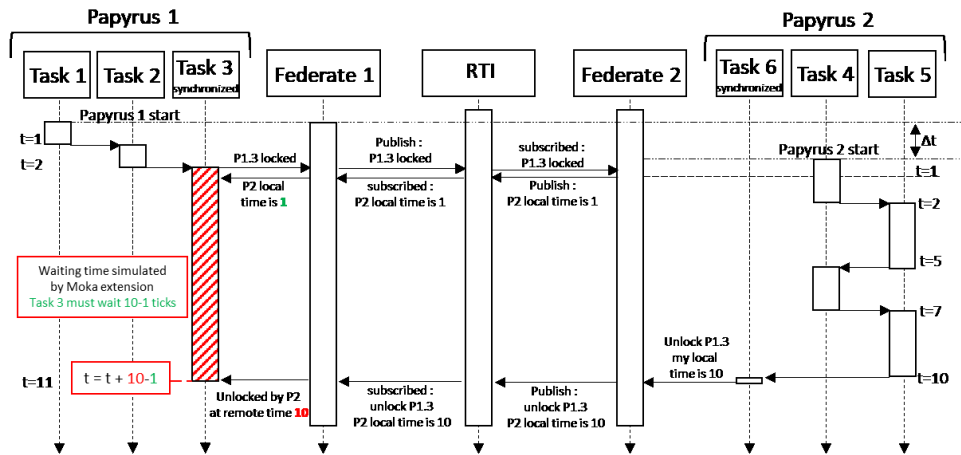 Papyrus 1
Papyrus 2
Task 1
Task 2
Task 3
synchronized
Federate 1
RTI
Federate 2
Task 6
synchronized
Task 4
Task 5
Papyrus 1 start
t=1
t=2
P1.3 locked
P2 local
time is 1
Publish :
P1.3 locked
subscribed :
P2 local time is 1
subscribed :
P1.3 locked
Publish :
P2 local time is 1
Δt
Papyrus 2 start
t=1
t=2
t=5
t=7
Waiting time simulated
by Moka extension
Task 3 must wait 10-1 ticks
Unlock P1.3
my local
time is 10
t=10
t=11
t = t + 10-1
Unlocked by P2
at remote time 10
subscribed :
unlock P1.3
P2 local time is 10
Publish :
unlock P1.3
P2 local time is 10